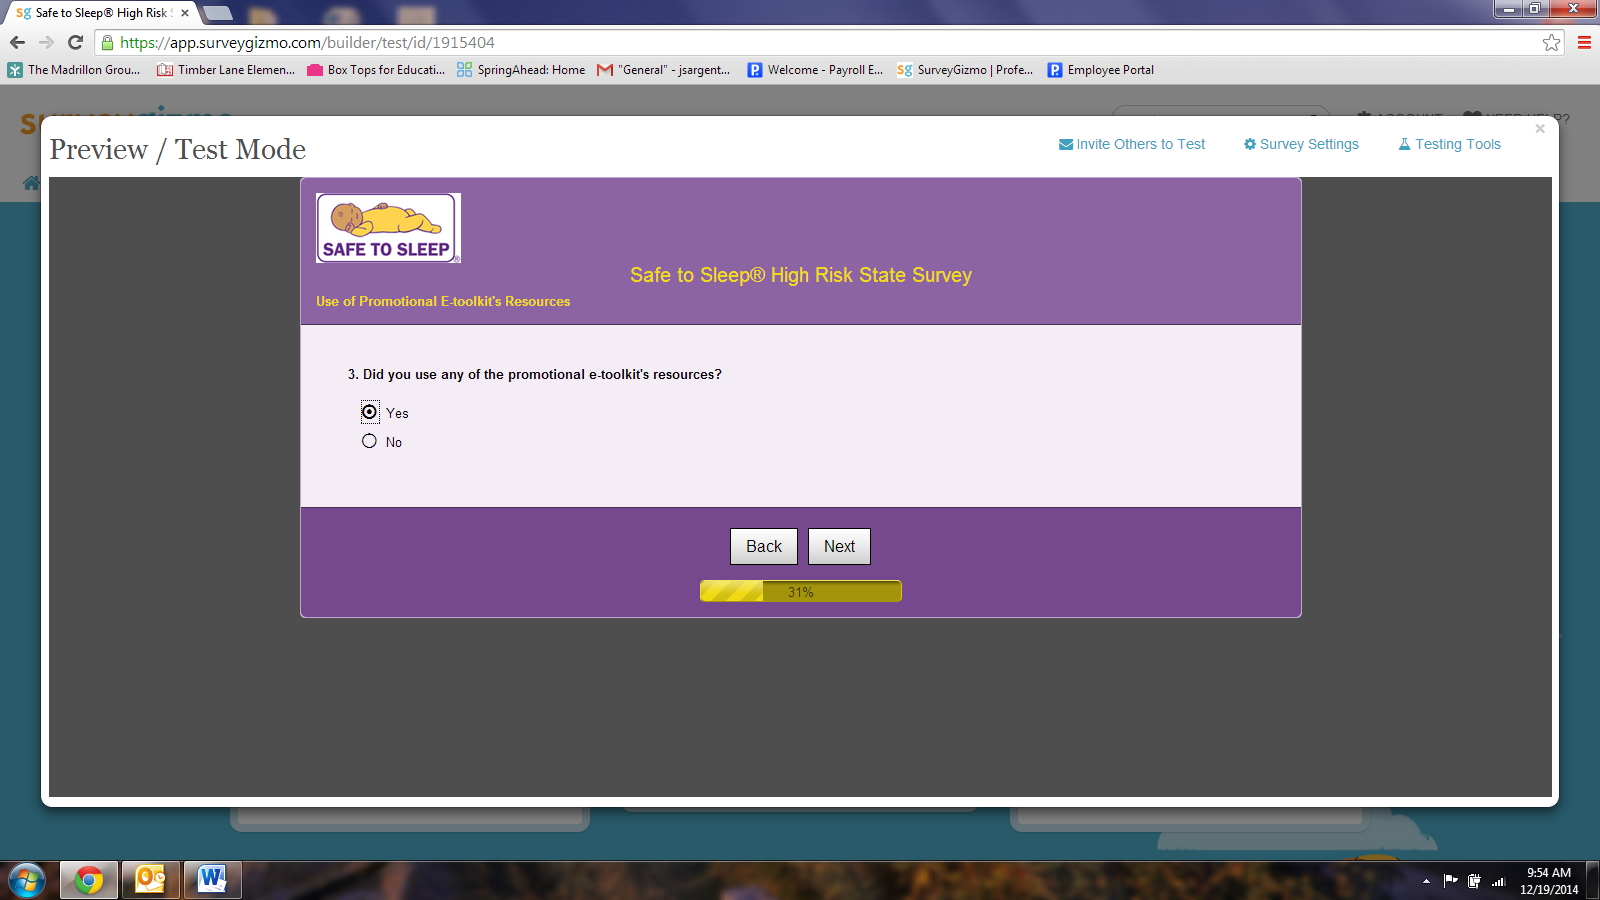 Safe to Sleep® High Risk S
https://app.surveygizmo.com/builder/test/id/1915404
The Madrillon Grou... Timber Lane Elemen... Box Tops for Educati... SpringAhead: Home "General" - jsargent... Welcome - Payroll E... SurveyGizmo | Profe... Employee Portal
Preview / Test Mode
Invite Others to Test Survey Settings Testing Tools
SAFE TO SLEEP®
Safe to Sleep® High Risk State Survey
Use of Promotional E-toolkit's Resources
3. Did you use any of the promotional e-toolkit's resources?
Yes
No
Back Next
31%
9:54 AM
12/19/2014